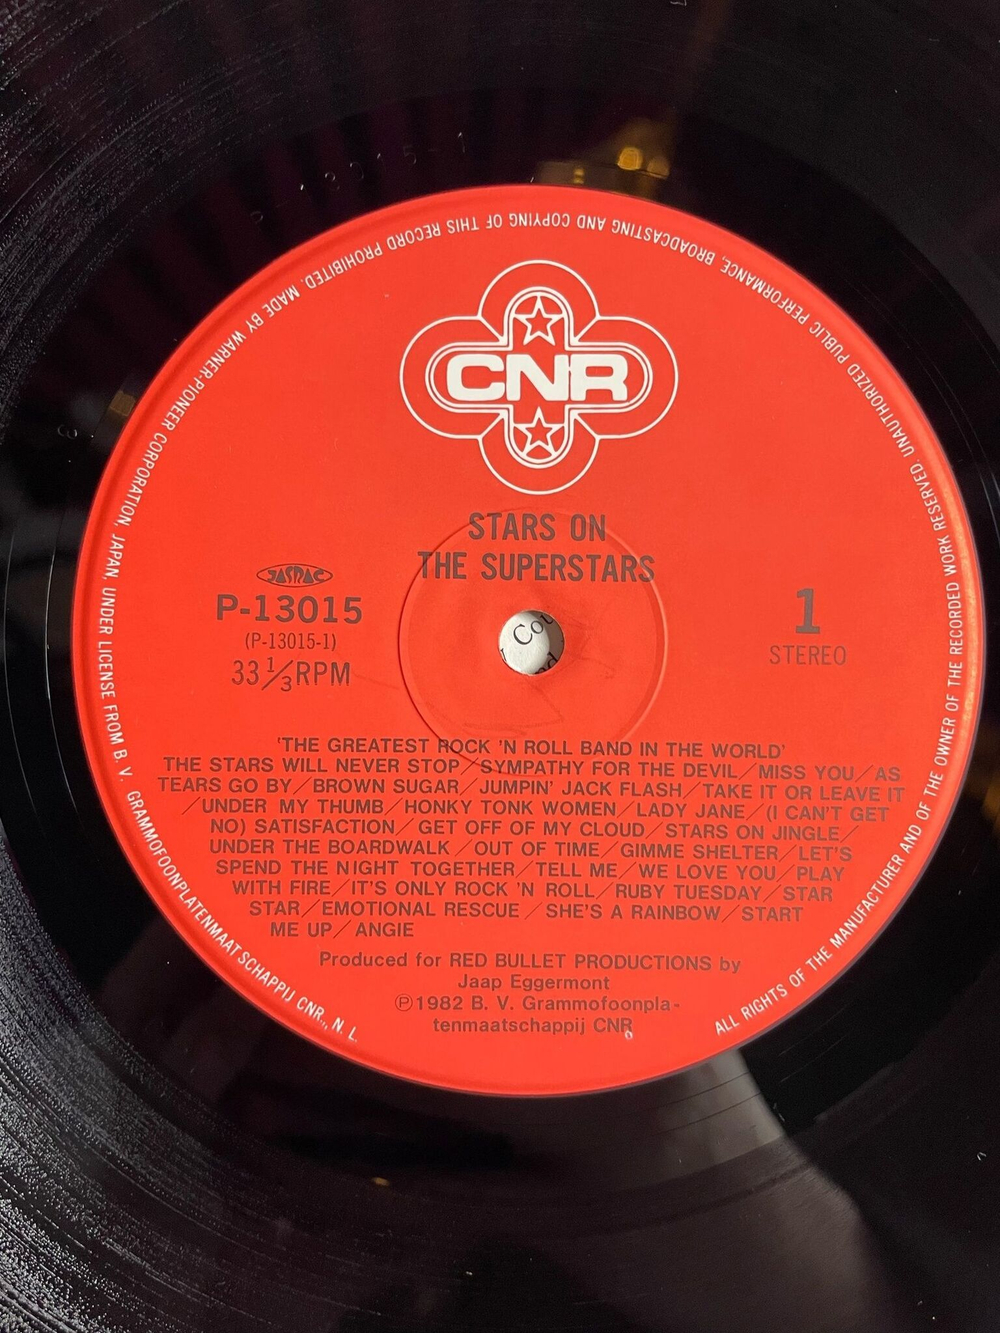 CNR
STARS ON
THE SUPERSTARS
JASRAC
P-13015
(P-13015-1)
33 1/3 RPM
1
STEREO
'THE GREATEST ROCK 'N ROLL BAND IN THE WORLD'
THE STARS WILL NEVER STOP/SYMPATHY FOR THE DEVIL/MISS YOU/AS
TEARS GO BY/BROWN SUGAR/JUMPIN' JACK FLASH/TAKE IT OR LEAVE IT
/UNDER MY THUMB/HONKY TONK WOMEN/LADY JANE/(I CAN'T GET
NO) SATISFACTION/GET OFF OF MY CLOUD/STARS ON JINGLE/
UNDER THE BOARDWALK/OUT OF TIME/GIMME SHELTER/LET'S
SPEND THE NIGHT TOGETHER/TELL ME/WE LOVE YOU/PLAY
WITH FIRE/IT'S ONLY ROCK 'N ROLL/RUBY TUESDAY/STAR
STAR/EMOTIONAL RESCUE/SHE'S A RAINBOW/START
ME UP/ANGIE
Produced for RED BULLET PRODUCTIONS by
Jaap Eggermont
Ⓟ1982 B. V. Grammofoonpla-
tenmaatschappij CNR
ALL RIGHTS OF THE MANUFACTURER AND OF THE OWNER OF THE RECORDED WORK RESERVED. UNAUTHORIZED PUBLIC PERFORMANCE, BROADCASTING AND COPYING OF THIS RECORD PROHIBITED. MADE BY WARNER-PIONEER CORPORATION, JAPAN, UNDER LICENSE FROM B. V. GRAMMOFOONPLATENMAATSCHAPPIJ CNR., N. L.